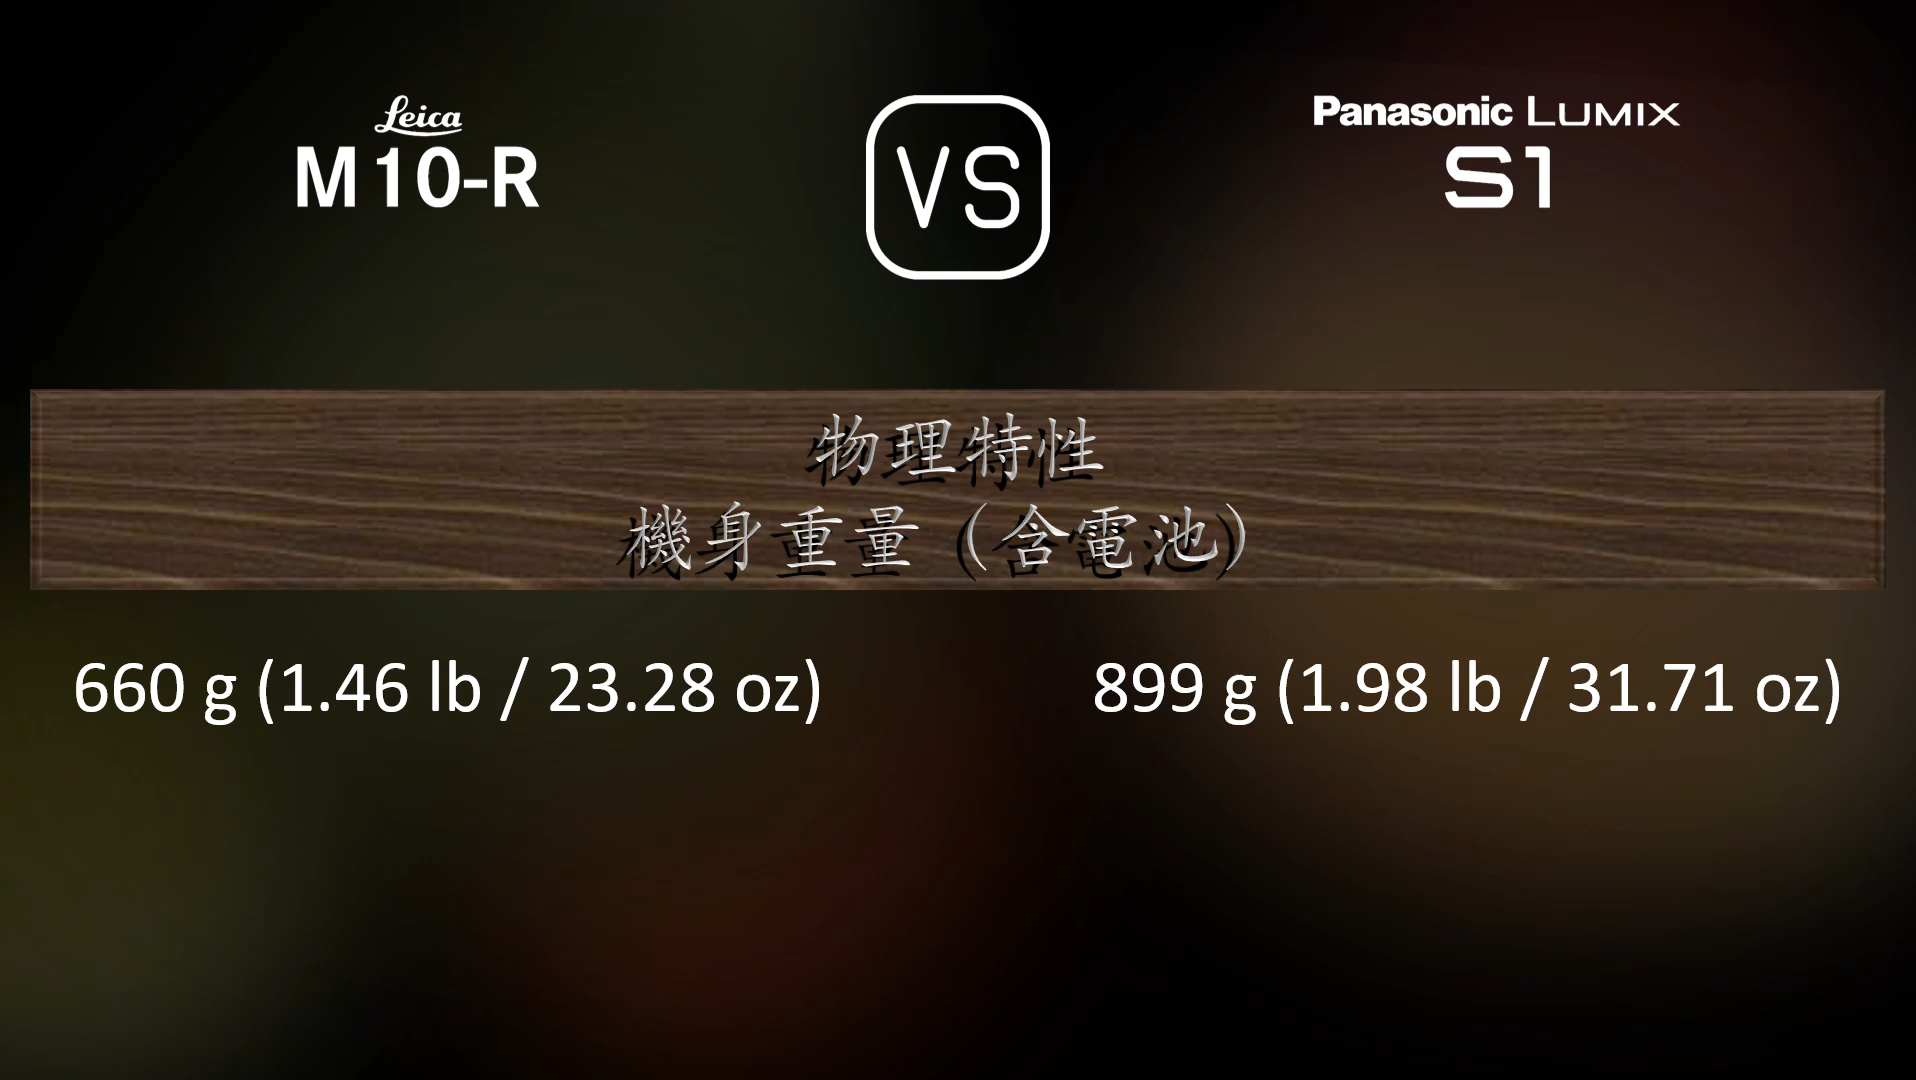 Leica
M10-R
VS
Panasonic LUMIX
S1
物理特性
機身重量（含電池）
660 g (1.46 lb / 23.28 oz)
899 g (1.98 lb / 31.71 oz)